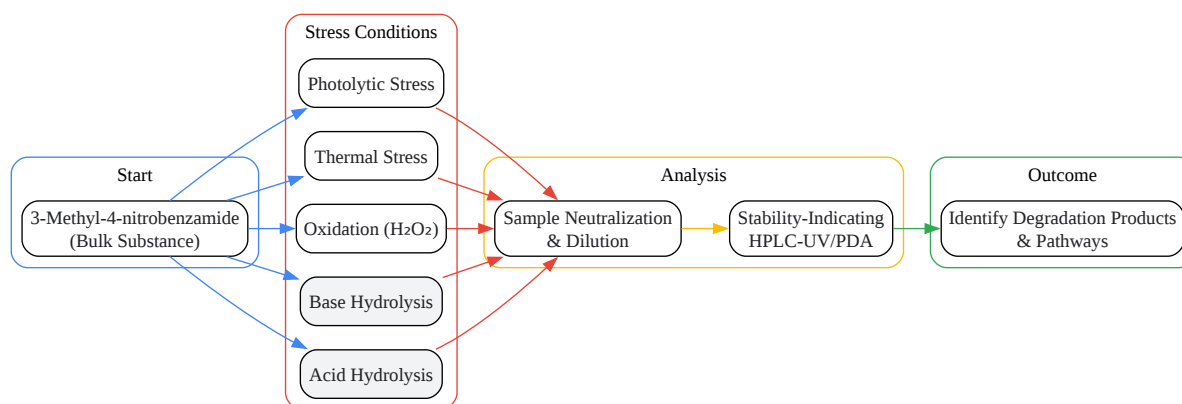 Stress Conditions
Photolytic Stress
Thermal Stress
Oxidation (H₂O₂)
Base Hydrolysis
Acid Hydrolysis
Start
3-Methyl-4-nitrobenzamide
(Bulk Substance)
Analysis
Sample Neutralization
& Dilution
Stability-Indicating
HPLC-UV/PDA
Outcome
Identify Degradation Products
& Pathways